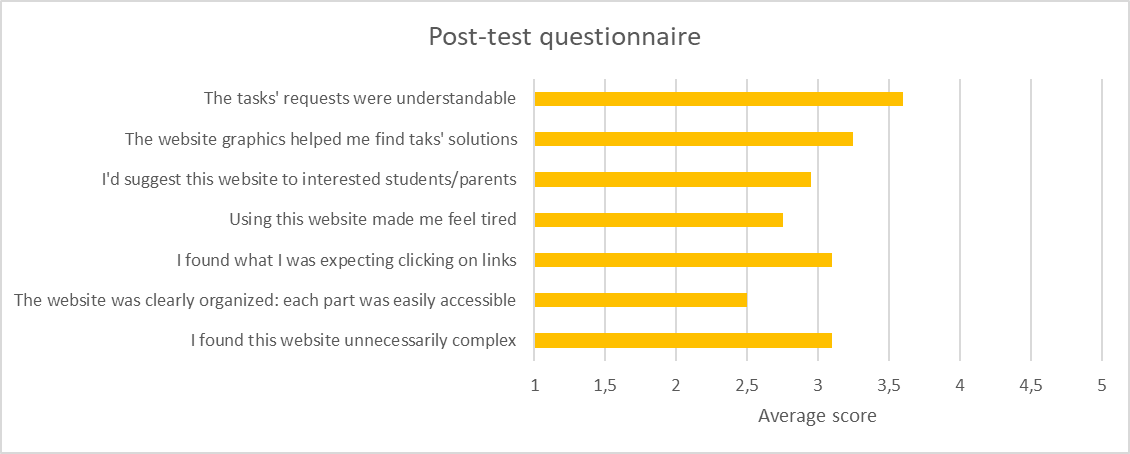 Post-test questionnaire
The tasks' requests were understandable
The website graphics helped me find taks' solutions
I'd suggest this website to interested students/parents
Using this website made me feel tired
I found what I was expecting clicking on links
The website was clearly organized: each part was easily accessible
I found this website unnecessarily complex
1 1,5 2 2,5 3 3,5 4 4,5 5
Average score